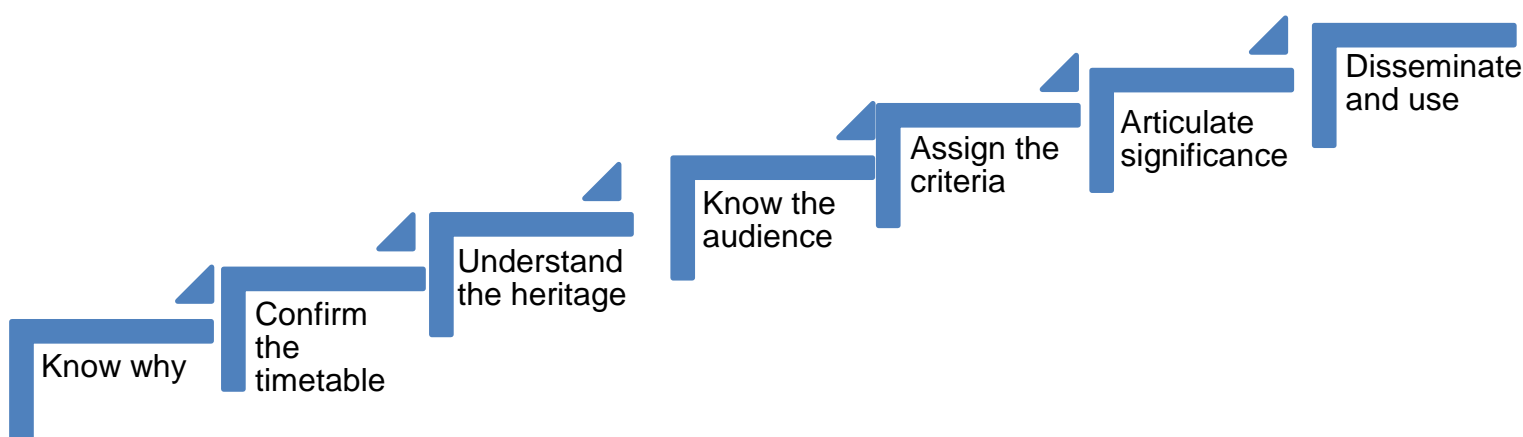 Know why
Confirm
the
timetable
Understand
the heritage
Know the
audience
Assign the
criteria
Articulate
significance
Disseminate
and use